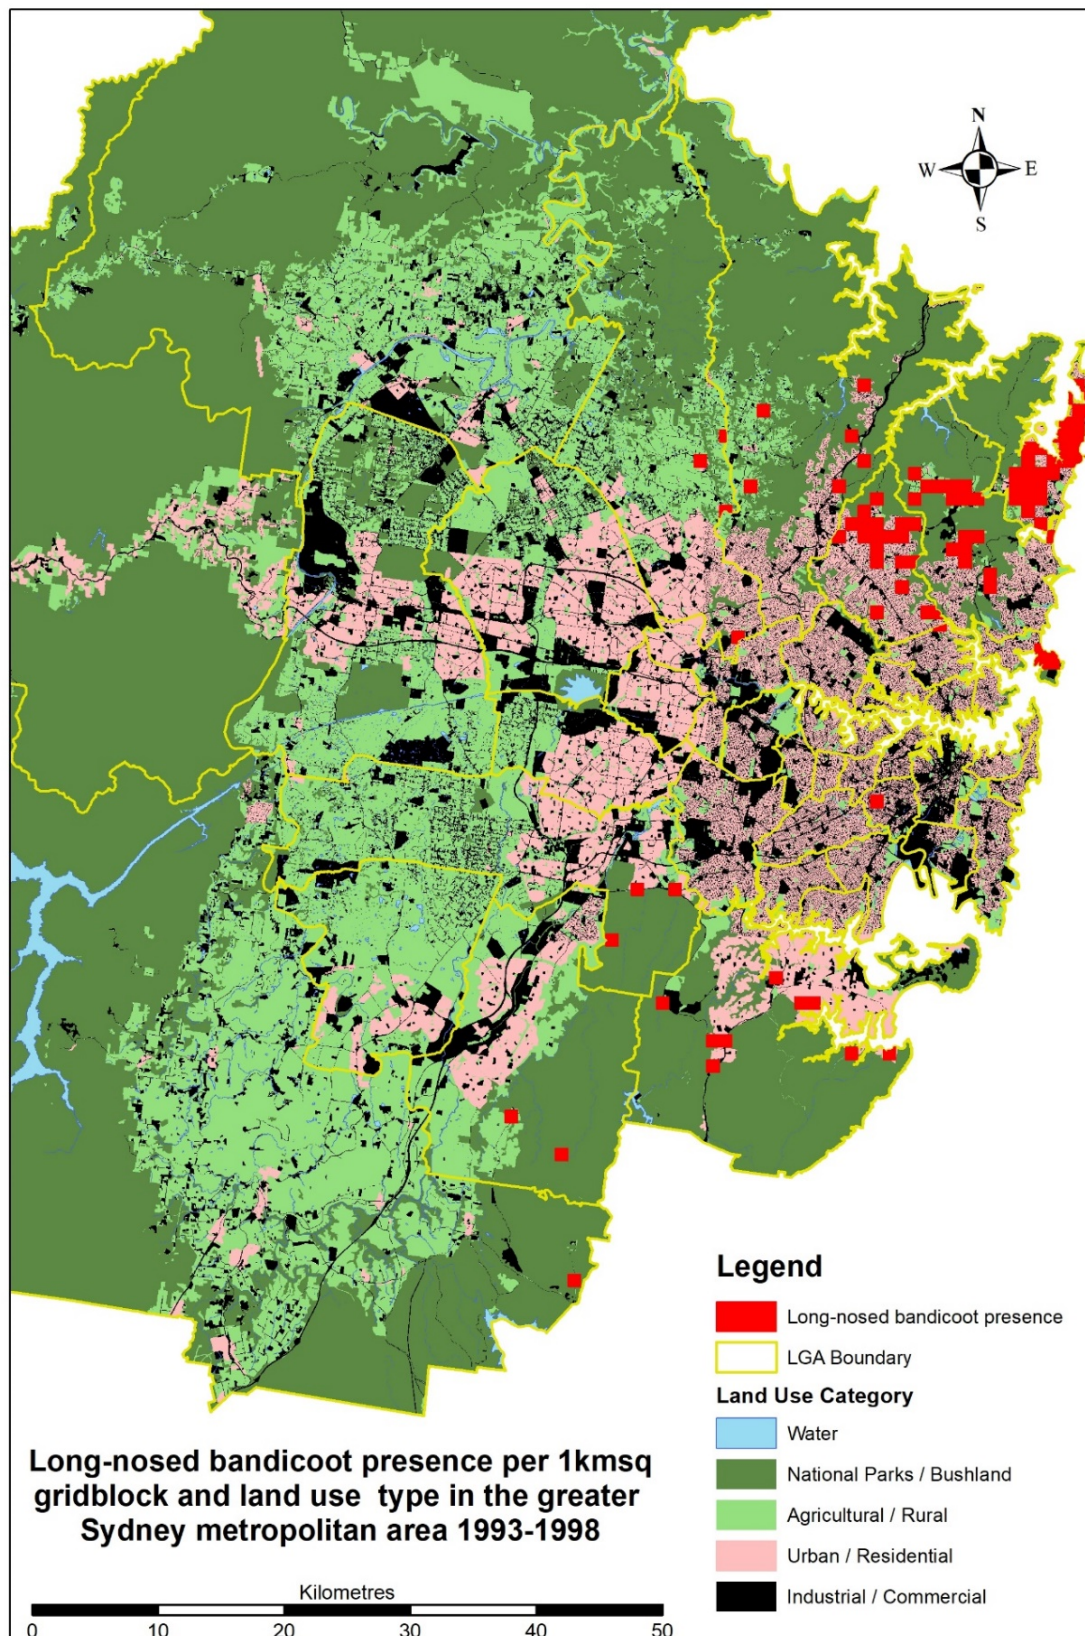 N
W E
S
Legend
Long-nosed bandicoot presence
LGA Boundary
Land Use Category
Water
National Parks / Bushland
Agricultural / Rural
Urban / Residential
Industrial / Commercial
Long-nosed bandicoot presence per 1kmsq
gridblock and land use type in the greater
Sydney metropolitan area 1993-1998
Kilometres
0 10 20 30 40 50